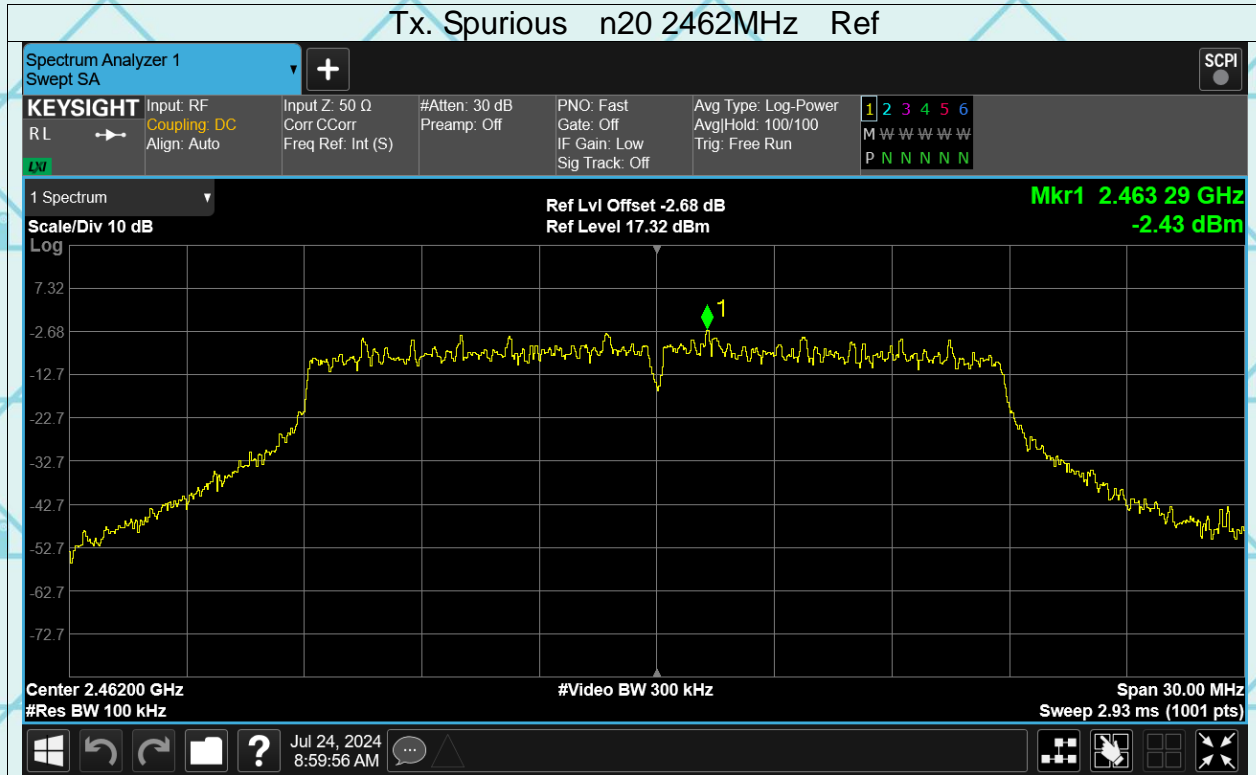 Tx. Spurious n20 2462MHz Ref
Spectrum Analyzer 1
Swept SA
SCPI
KEYSIGHT
RL
LXI
Input: RF
Coupling: DC
Align: Auto
Input Z: 50 Ω
Corr CCorr
Freq Ref: Int (S)
#Atten: 30 dB
Preamp: Off
PNO: Fast
Gate: Off
IF Gain: Low
Sig Track: Off
Avg Type: Log-Power
Avg|Hold: 100/100
Trig: Free Run
1 2 3 4 5 6
M W W W W W
P N N N N N
1 Spectrum
Scale/Div 10 dB
Ref Lvl Offset -2.68 dB
Ref Level 17.32 dBm
Mkr1 2.463 29 GHz
-2.43 dBm
Log
7.32
-2.68
-12.7
-22.7
-32.7
-42.7
-52.7
-62.7
-72.7
1
Center 2.46200 GHz
#Res BW 100 kHz
#Video BW 300 kHz
Span 30.00 MHz
Sweep 2.93 ms (1001 pts)
?
Jul 24, 2024
8:59:56 AM